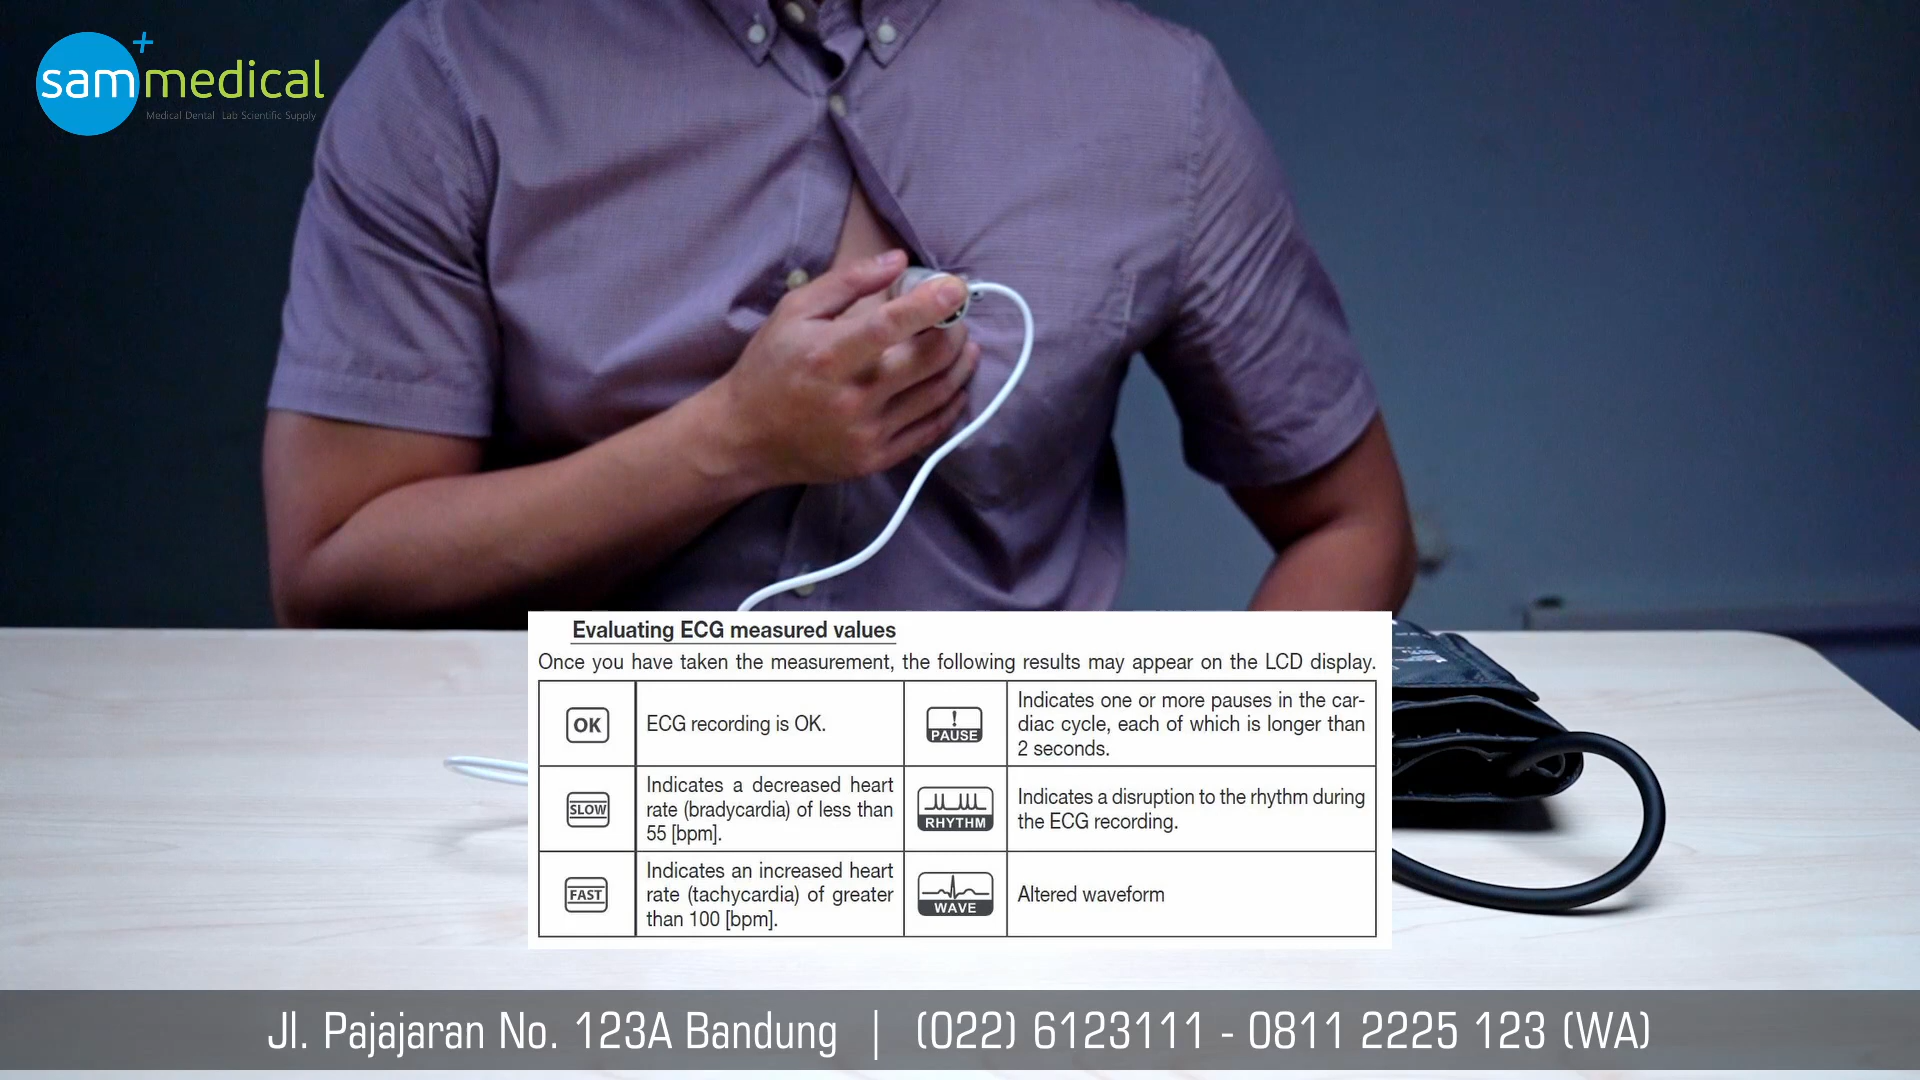 sam+medical
Medical Dental Lab Scientific Supply
Evaluating ECG measured values
Once you have taken the measurement, the following results may appear on the LCD display.
OK
ECG recording is OK.
!
PAUSE
Indicates one or more pauses in the car-
diac cycle, each of which is longer than
2 seconds.
SLOW
Indicates a decreased heart
rate (bradycardia) of less than
55 [bpm].
RHYTHM
Indicates a disruption to the rhythm during
the ECG recording.
FAST
Indicates an increased heart
rate (tachycardia) of greater
than 100 [bpm].
WAVE
Altered waveform
Jl. Pajajaran No. 123A Bandung | (022) 6123111 - 0811 2225 123 (WA)